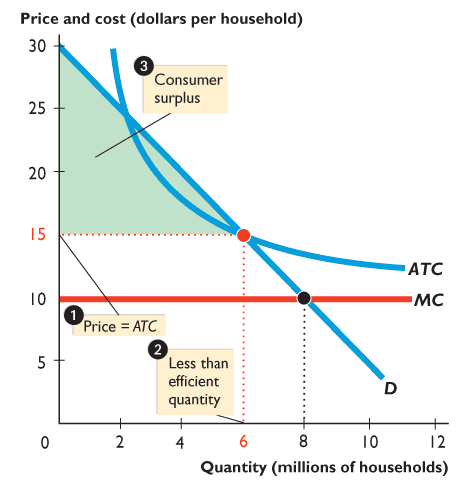 Price and cost (dollars per household)
30
3
Consumer
surplus
25
20
15
ATC
10
MC
1
Price = ATC
2
Less than
efficient
quantity
5
D
0
2
4
6
8
10
12
Quantity (millions of households)